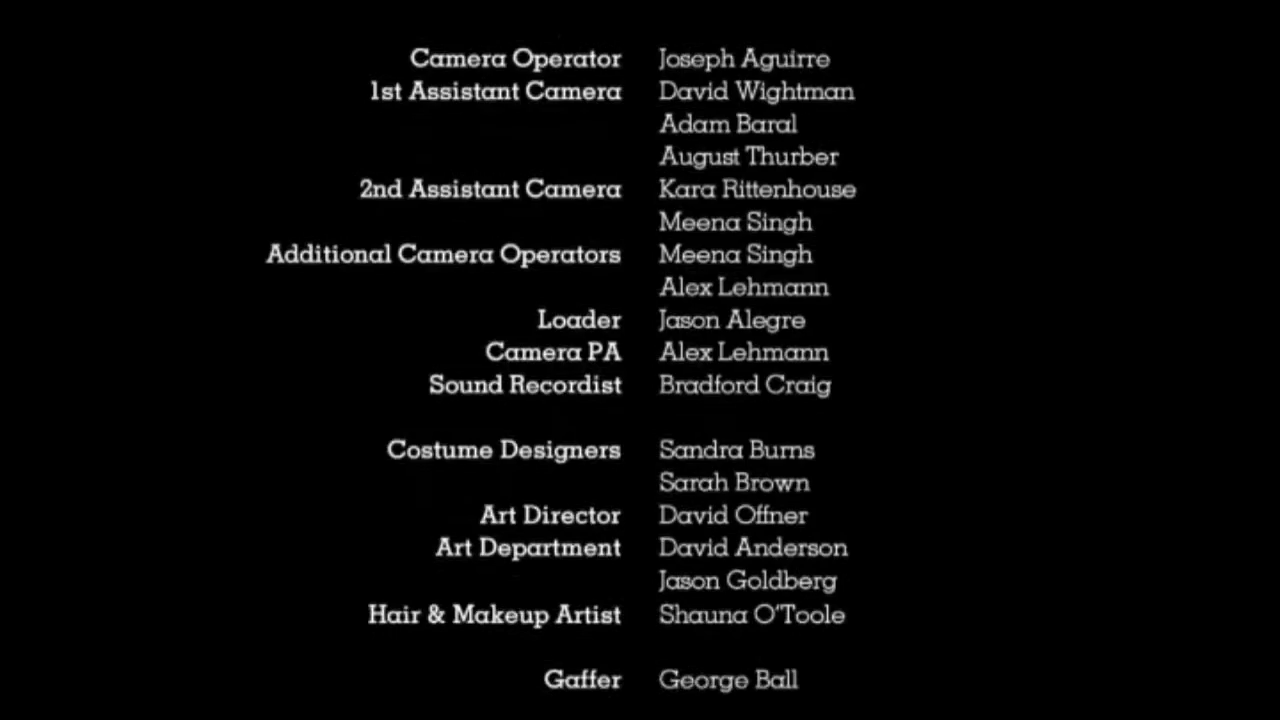 Camera Operator Joseph Aguirre
1st Assistant Camera David Wightman
Adam Baral
August Thurber
2nd Assistant Camera Kara Rittenhouse
Meena Singh
Additional Camera Operators Meena Singh
Alex Lehmann
Loader Jason Alegre
Camera PA Alex Lehmann
Sound Recordist Bradford Craig
Costume Designers Sandra Burns
Sarah Brown
Art Director David Offner
Art Department David Anderson
Jason Goldberg
Hair & Makeup Artist Shauna O'Toole
Gaffer George Ball